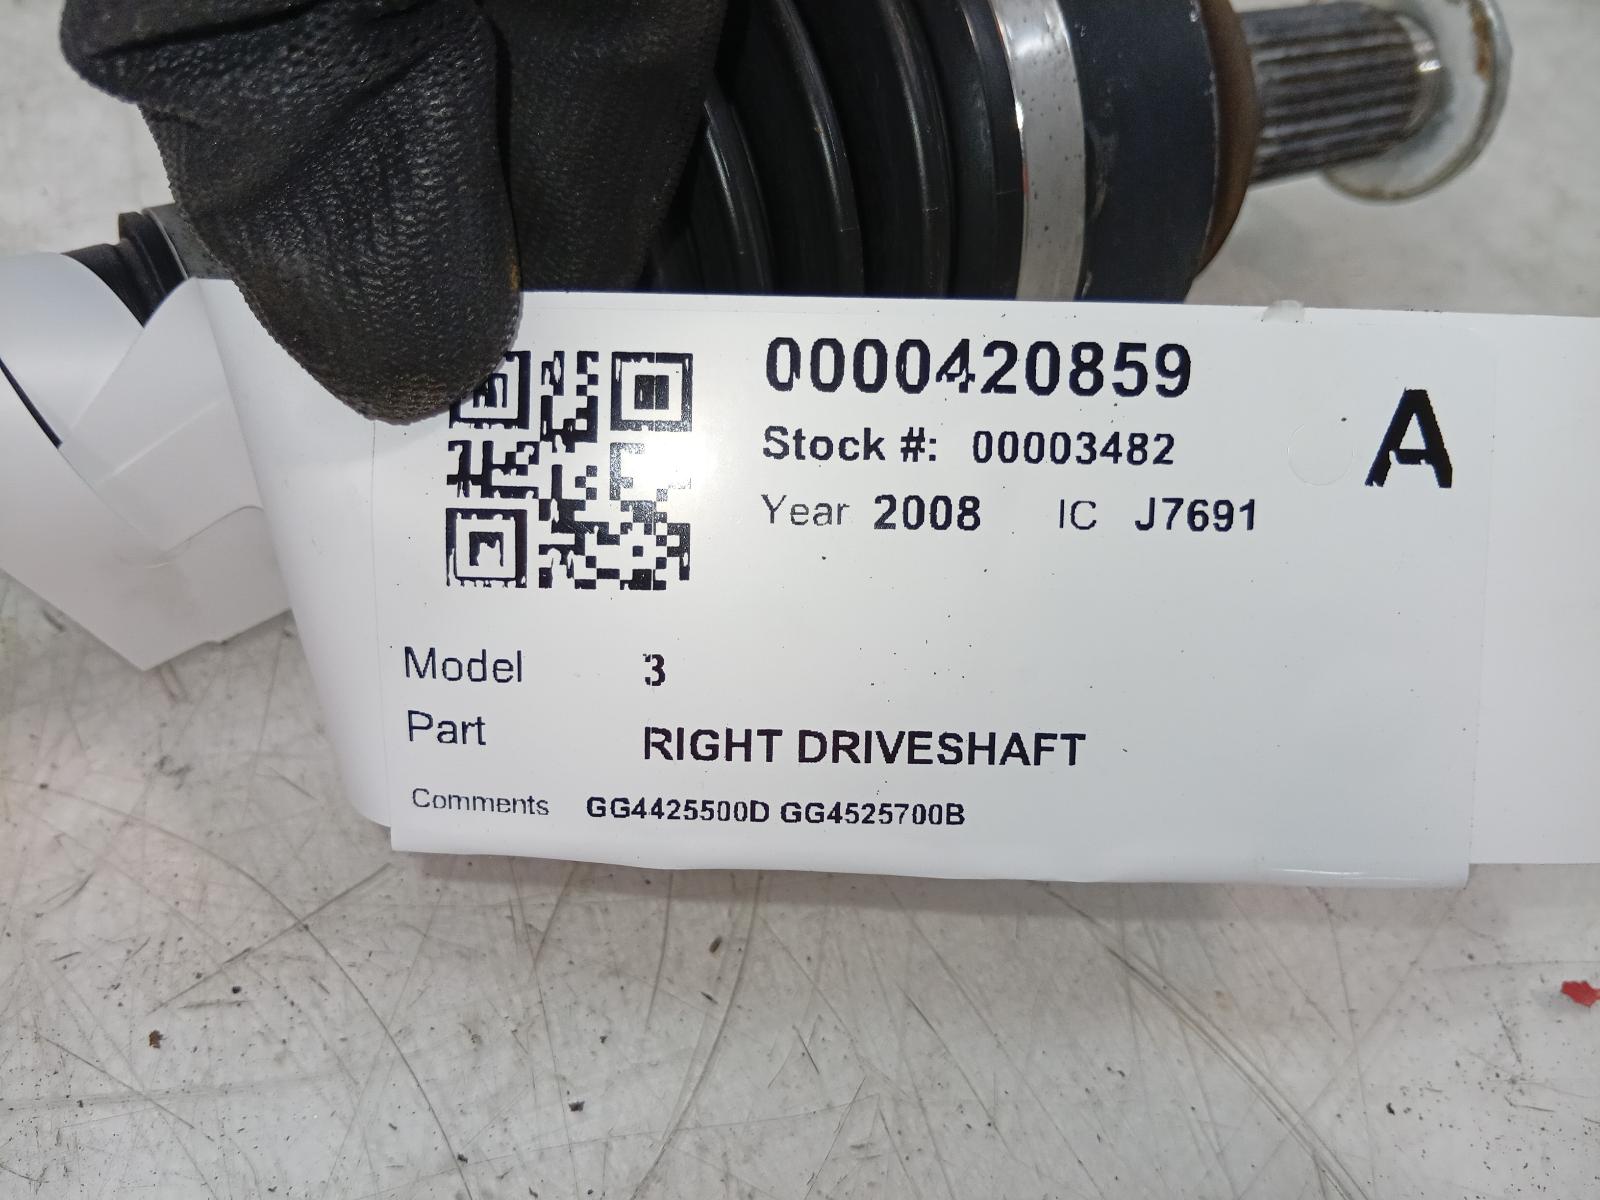 0000420859
Stock #: 00003482
A
Year 2008 IC J7691
Model 3
Part RIGHT DRIVESHAFT
Comments GG4425500D GG4525700B